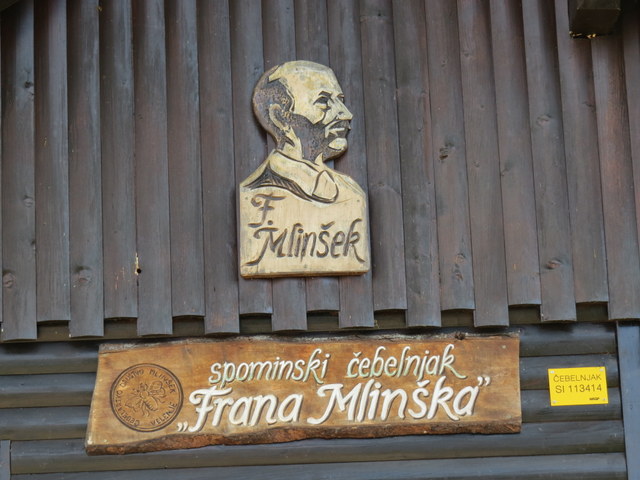 F.
Mlinšek
spominski čebelnjak
„Frana Mlinška”
ČEBELNJAK
SI 113414